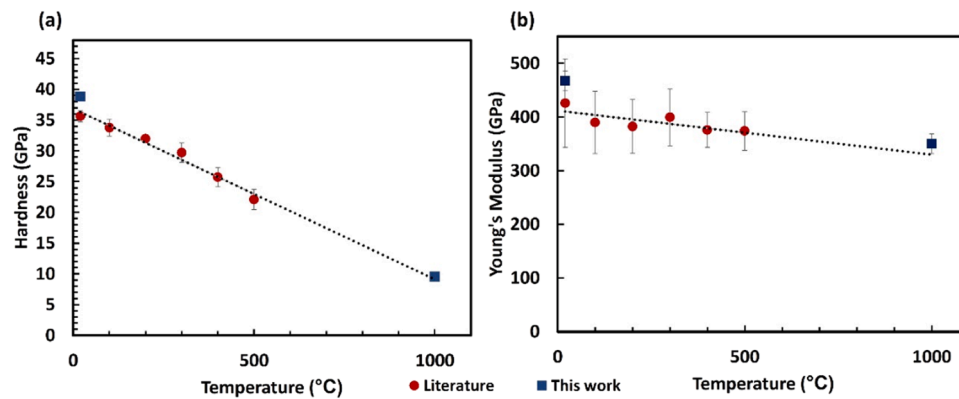 (a)
Hardness (GPa)
45
40
35
30
25
20
15
10
5
0
0
500
1000
Temperature (°C)
(b)
Young's Modulus (GPa)
500
400
300
200
100
0
0
500
1000
Temperature (°C)
Literature
This work